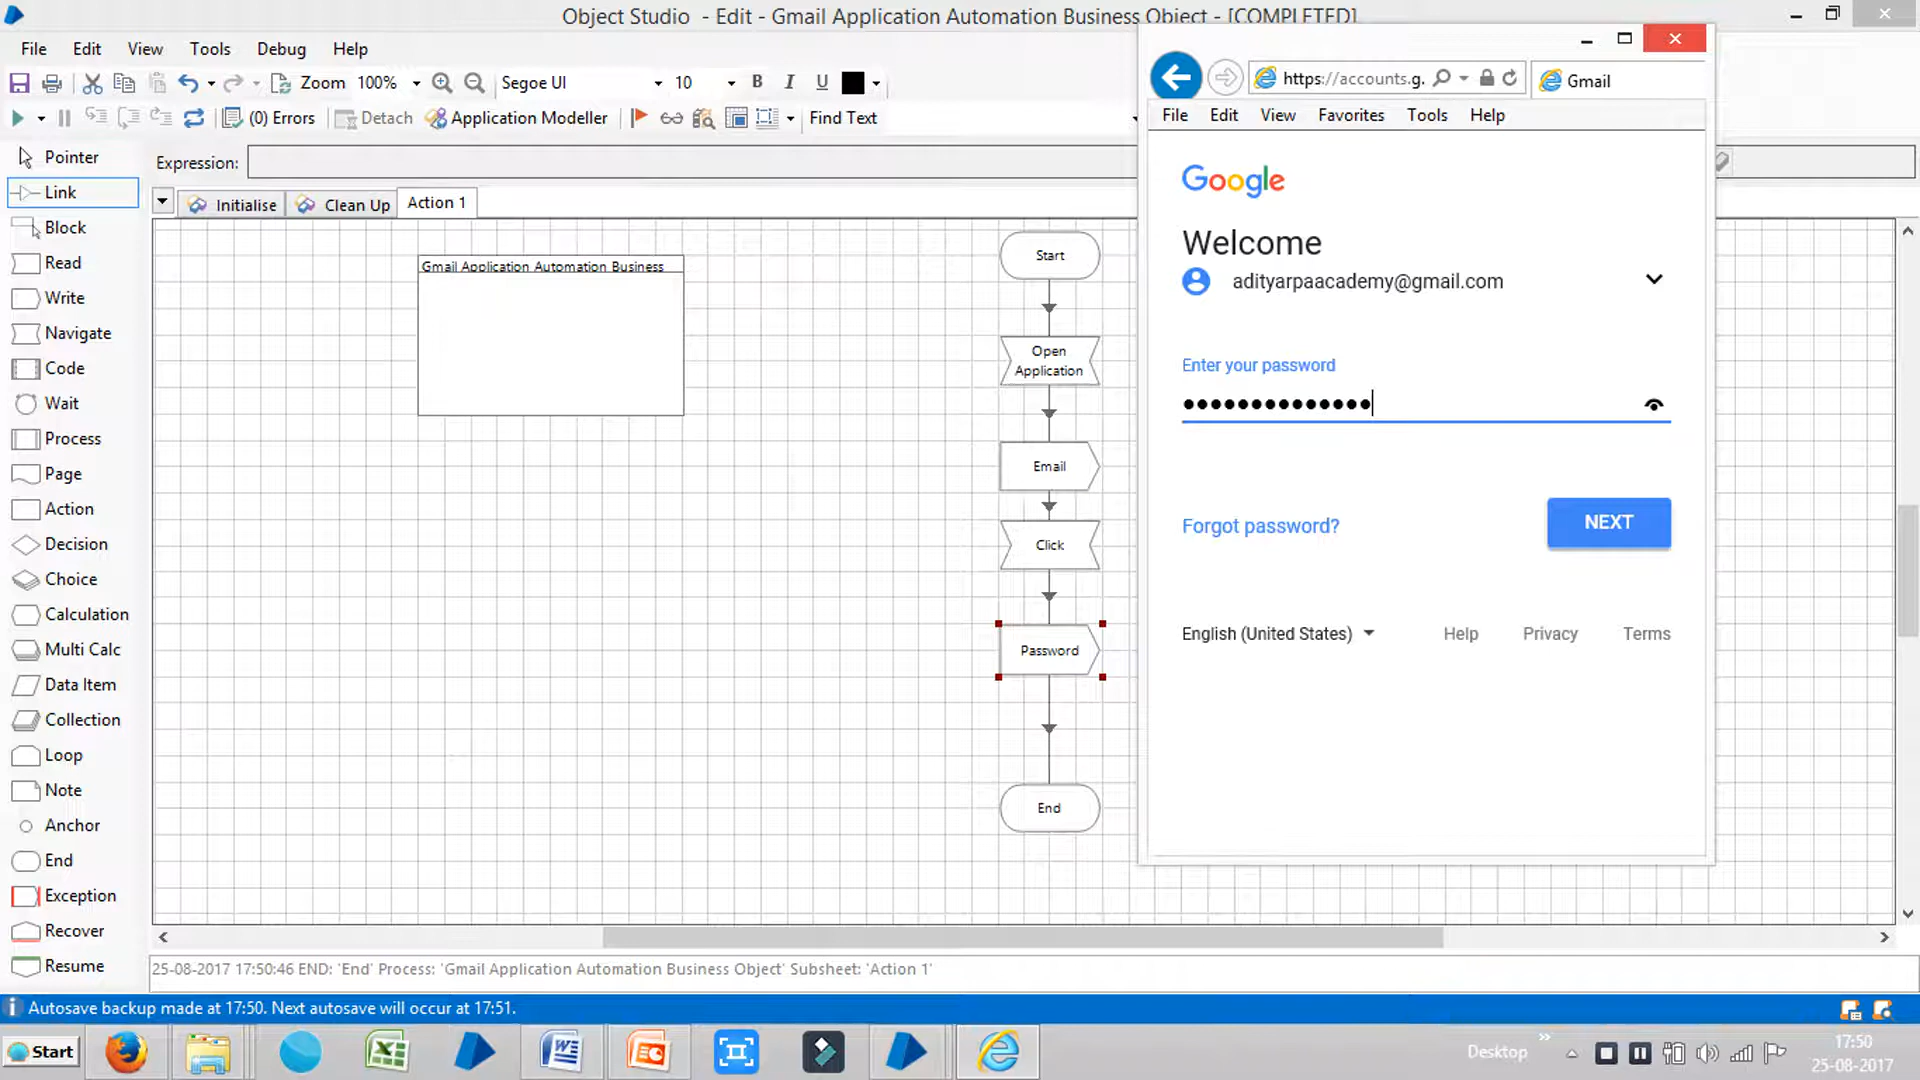 Object Studio - Edit - Gmail Application Automation Business Object - [COMPLETED]
File Edit View Tools Debug Help
Zoom 100% Segoe UI 10 B I U
(0) Errors Detach Application Modeller Find Text
Expression:
Initialise Clean Up Action 1
Pointer
Link
Block
Read
Write
Navigate
Code
Wait
Process
Page
Action
Decision
Choice
Calculation
Multi Calc
Data Item
Collection
Loop
Note
Anchor
End
Exception
Recover
Resume
Gmail Application Automation Business
Start
Open
Application
Email
Click
Password
End
https://accounts.g. Gmail
File Edit View Favorites Tools Help
Google
Welcome
adityarpaacademy@gmail.com
Enter your password
Forgot password? NEXT
English (United States) Help Privacy Terms
25-08-2017 17:50:46 END: 'End' Process: 'Gmail Application Automation Business Object' Subsheet: 'Action 1'
Autosave backup made at 17:50. Next autosave will occur at 17:51.
Start Desktop 17:50
25-08-2017